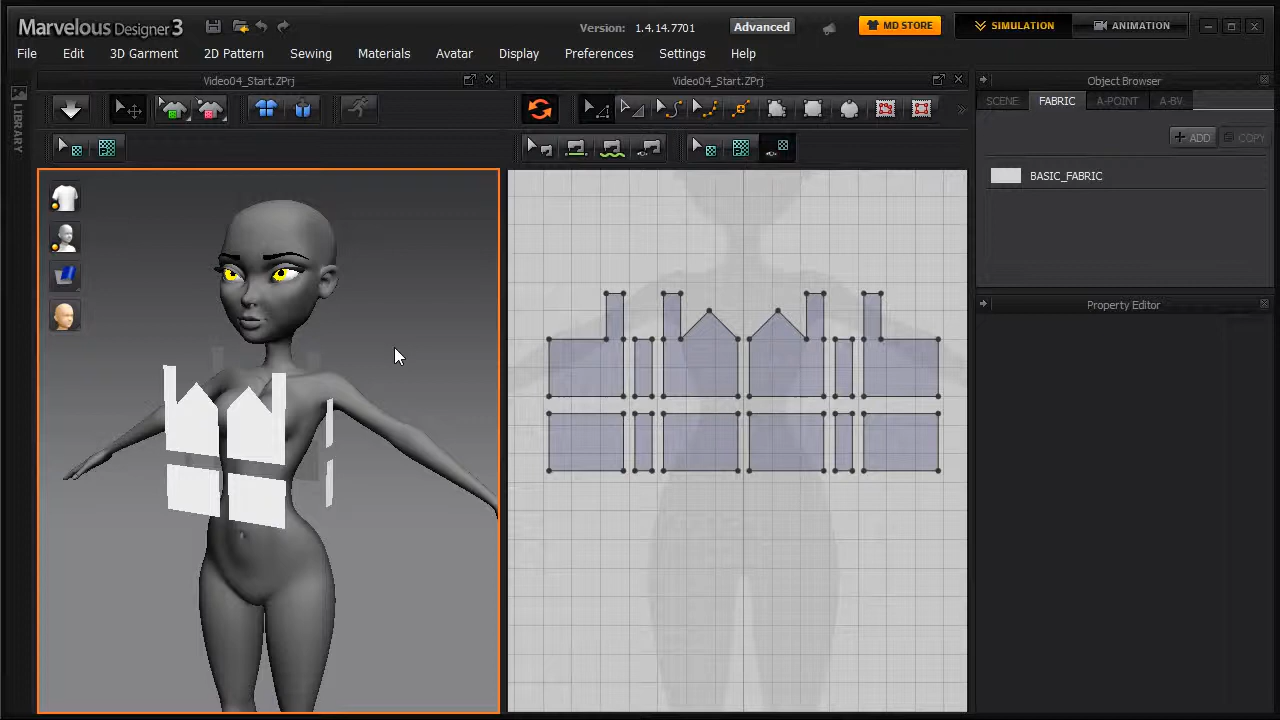 Marvelous Designer 3
Version: 1.4.14.7701
Advanced
MD STORE
SIMULATION
ANIMATION
File Edit 3D Garment 2D Pattern Sewing Materials Avatar Display Preferences Settings Help
Video04_Start.ZPrj
Video04_Start.ZPrj
Object Browser
LIBRARY
SCENE FABRIC A-POINT A-BV
+ ADD
COPY
BASIC_FABRIC
Property Editor